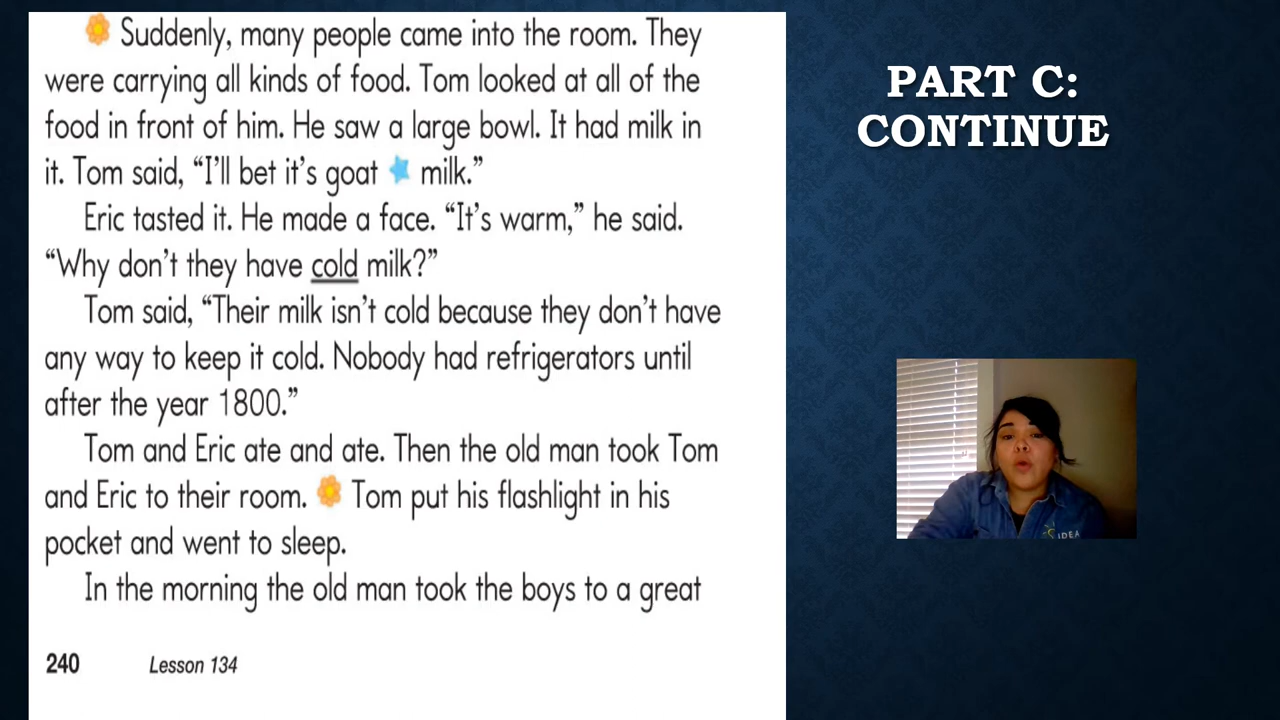 Suddenly, many people came into the room. They
were carrying all kinds of food. Tom looked at all of the
food in front of him. He saw a large bowl. It had milk in
it. Tom said, “I’ll bet it’s goat milk.”
Eric tasted it. He made a face. “It’s warm,” he said.
“Why don’t they have cold milk?”
Tom said, “Their milk isn’t cold because they don’t have
any way to keep it cold. Nobody had refrigerators until
after the year 1800.”
Tom and Eric ate and ate. Then the old man took Tom
and Eric to their room. Tom put his flashlight in his
pocket and went to sleep.
In the morning the old man took the boys to a great
240 Lesson 134
PART C:
CONTINUE
IDEA